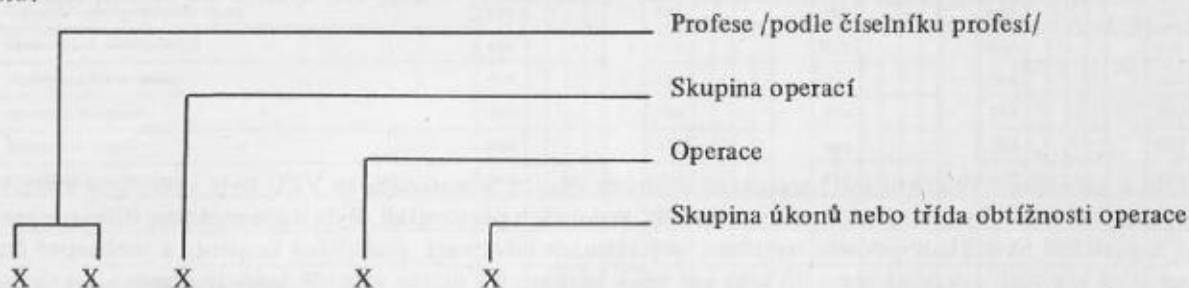 Profese /podle číselníku profesí/
Skupina operací
Operace
Skupina úkonů nebo třída obtížnosti operace
X X X X X